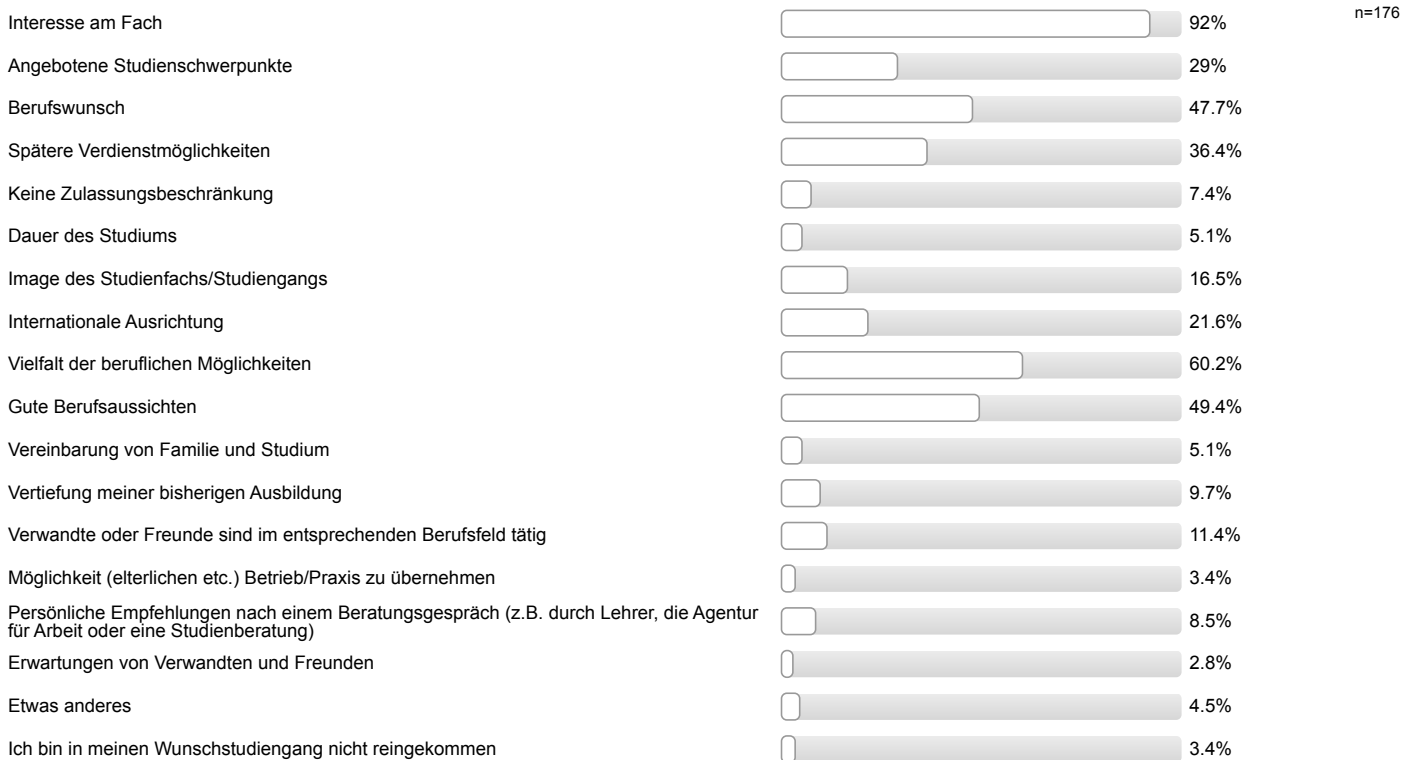 Interesse am Fach 92% n=176
Angebotene Studienschwerpunkte 29%
Berufswunsch 47.7%
Spätere Verdienstmöglichkeiten 36.4%
Keine Zulassungsbeschränkung 7.4%
Dauer des Studiums 5.1%
Image des Studienfachs/Studiengangs 16.5%
Internationale Ausrichtung 21.6%
Vielfalt der beruflichen Möglichkeiten 60.2%
Gute Berufsaussichten 49.4%
Vereinbarung von Familie und Studium 5.1%
Vertiefung meiner bisherigen Ausbildung 9.7%
Verwandte oder Freunde sind im entsprechenden Berufsfeld tätig 11.4%
Möglichkeit (elterlichen etc.) Betrieb/Praxis zu übernehmen 3.4%
Persönliche Empfehlungen nach einem Beratungsgespräch (z.B. durch Lehrer, die Agentur
für Arbeit oder eine Studienberatung) 8.5%
Erwartungen von Verwandten und Freunden 2.8%
Etwas anderes 4.5%
Ich bin in meinen Wunschstudiengang nicht reingekommen 3.4%